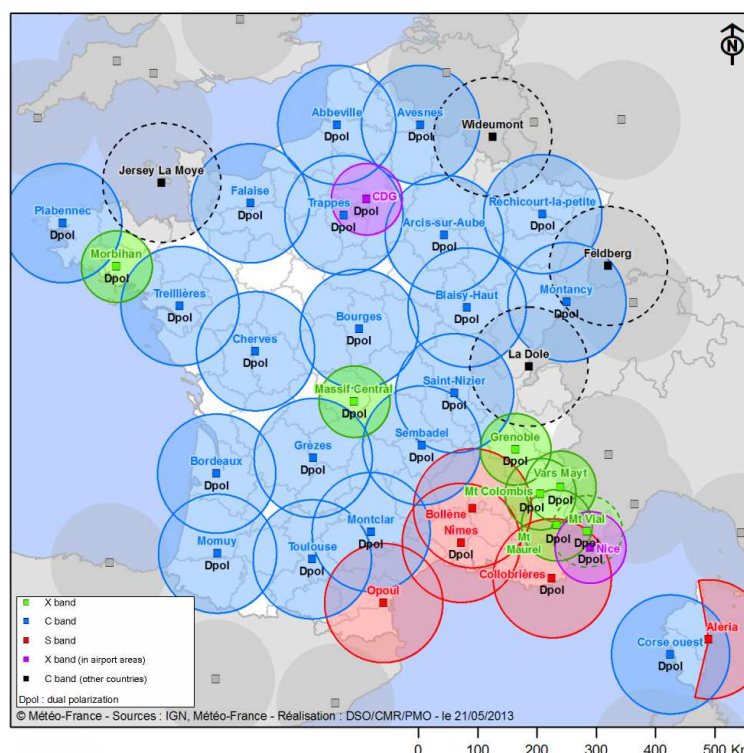 N
Abbeville
Dpol
Avesnes
Dpol
Wideumont
Jersey La Moye
Plabennec
Dpol
Falaise
Dpol
Trappes
Dpol
CDG
Dpol
Arcis-sur-Aube
Dpol
Réchicourt-la-petite
Dpol
Morbihan
Dpol
Feldberg
Treillières
Dpol
Bourges
Dpol
Blaisy-Haut
Dpol
Montancy
Dpol
Cherves
Dpol
La Dole
Massif Central
Dpol
Saint-Nizier
Dpol
Grèzes
Dpol
Sembadel
Dpol
Grenoble
Dpol
Bordeaux
Dpol
Vars Mayt
Dpol
Mt Colombis
Dpol
Bollène
Nîmes
Dpol
Mt Vial
Mt
Maurel
Dpol
Nice
Dpol
Momuy
Dpol
Toulouse
Dpol
Montclar
Dpol
Collobrières
Dpol
Opoul
Aléria
Corse ouest
Dpol
X band
C band
S band
X band (in airport areas)
C band (other countries)
Dpol : dual polarization
© Météo-France - Sources : IGN, Météo-France - Réalisation : DSO/CMR/PMO - le 21/05/2013
0 100 200 300 400 500 Km